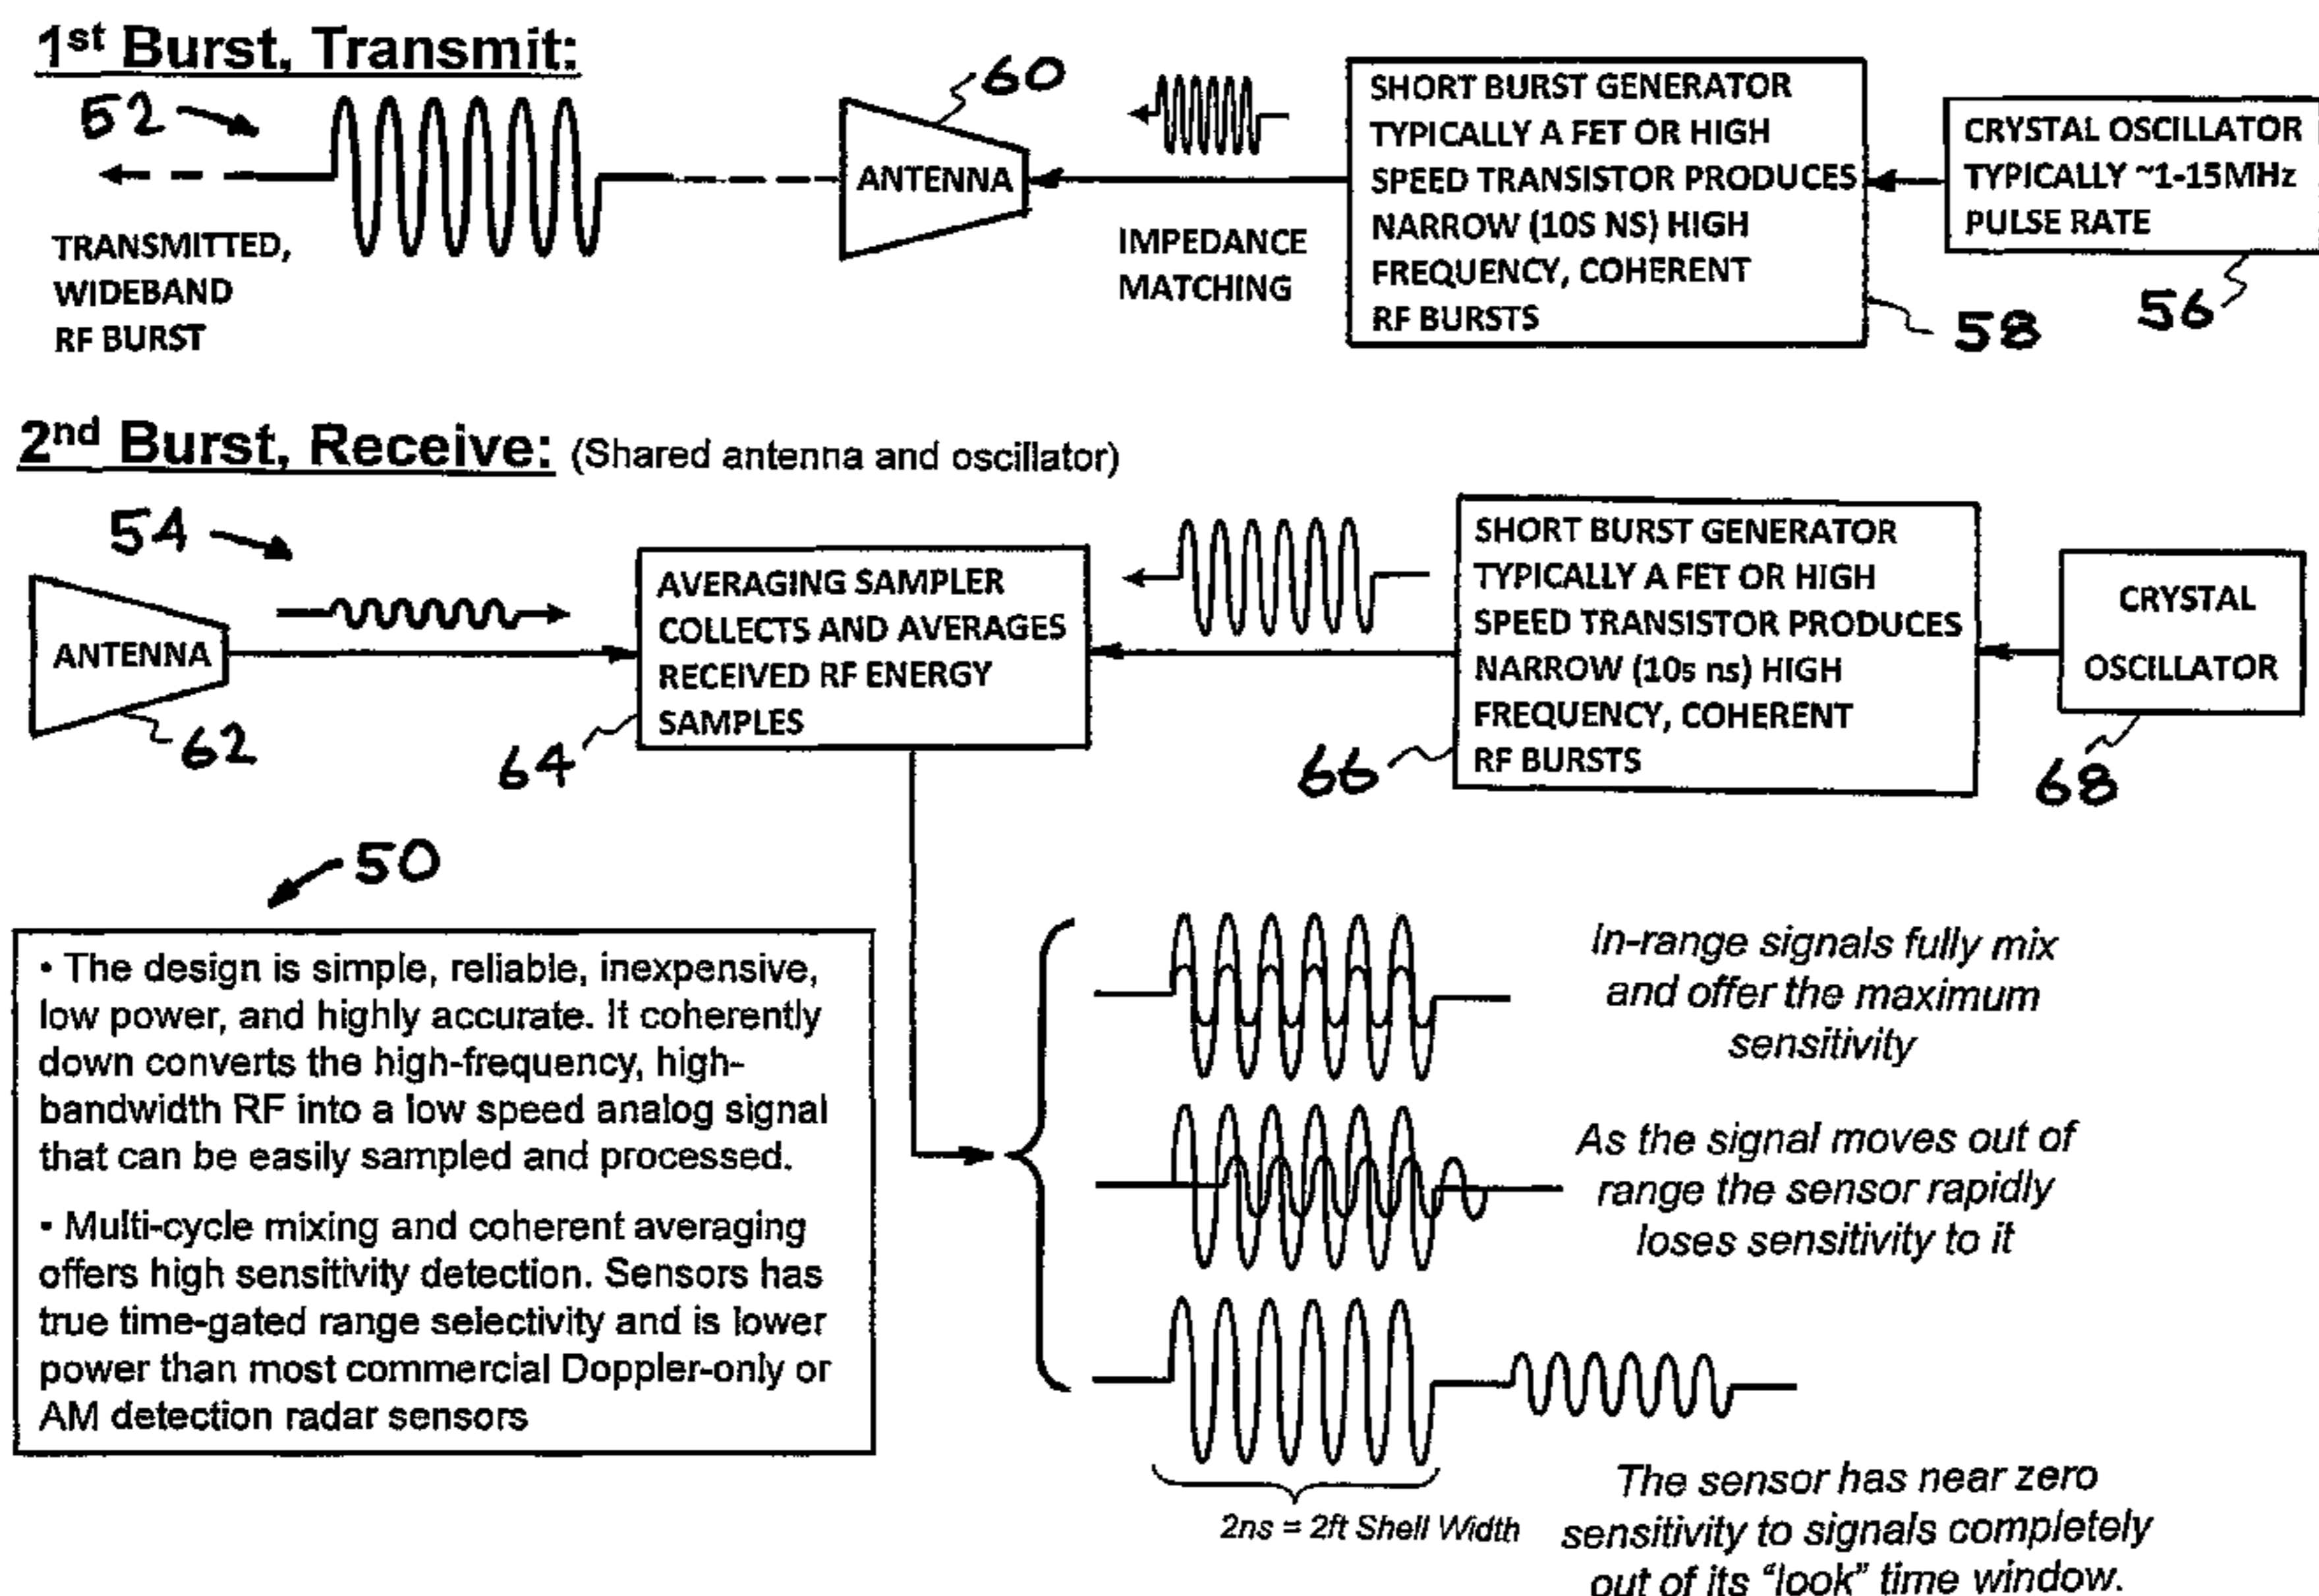 1st Burst, Transmit:
52
TRANSMITTED,
WIDEBAND
RF BURST
60
ANTENNA
IMPEDANCE
MATCHING
SHORT BURST GENERATOR
TYPICALLY A FET OR HIGH
SPEED TRANSISTOR PRODUCES
NARROW (10S NS) HIGH
FREQUENCY, COHERENT
RF BURSTS
58
CRYSTAL OSCILLATOR
TYPICALLY ~1-15MHz
PULSE RATE
56
2nd Burst, Receive: (Shared antenna and oscillator)
54
ANTENNA
62
AVERAGING SAMPLER
COLLECTS AND AVERAGES
RECEIVED RF ENERGY
SAMPLES
64
SHORT BURST GENERATOR
TYPICALLY A FET OR HIGH
SPEED TRANSISTOR PRODUCES
NARROW (10s ns) HIGH
FREQUENCY, COHERENT
RF BURSTS
66
CRYSTAL
OSCILLATOR
68
50
• The design is simple, reliable, inexpensive,
low power, and highly accurate. It coherently
down converts the high-frequency, high-
bandwidth RF into a low speed analog signal
that can be easily sampled and processed.
• Multi-cycle mixing and coherent averaging
offers high sensitivity detection. Sensors has
true time-gated range selectivity and is lower
power than most commercial Doppler-only or
AM detection radar sensors
In-range signals fully mix
and offer the maximum
sensitivity
As the signal moves out of
range the sensor rapidly
loses sensitivity to it
2ns = 2ft Shell Width
The sensor has near zero
sensitivity to signals completely
out of its "look" time window.